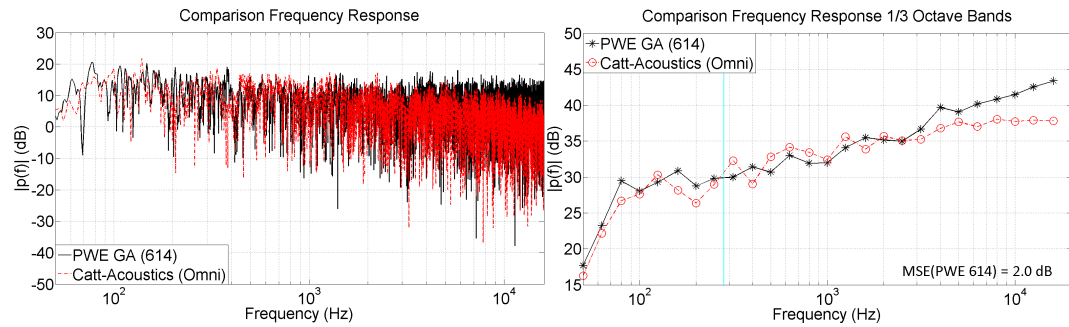 Comparison Frequency Response
|p(f)| (dB)
30
20
10
0
-10
-20
-30
-40
-50
PWE GA (614)
Catt-Acoustics (Omni)
10² 10³ 10⁴
Frequency (Hz)
Comparison Frequency Response 1/3 Octave Bands
|p(f)| (dB)
50
45
40
35
30
25
20
15
PWE GA (614)
Catt-Acoustics (Omni)
MSE(PWE 614) = 2.0 dB
10² 10³ 10⁴
Frequency (Hz)